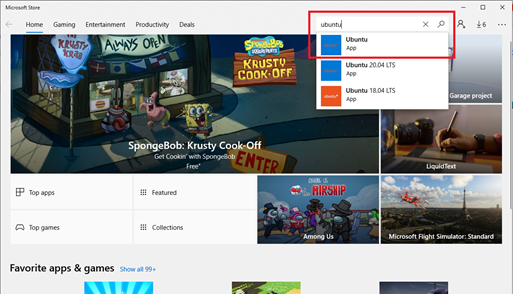 Microsoft Store
Home
Gaming
Entertainment
Productivity
Deals
ubuntu
6
Ubuntu
App
Ubuntu 20.04 LTS
App
Ubuntu 18.04 LTS
App
ALWAYS OPEN
SpongeBob
KRUSTY
COOK-OFF
ENTER
SpongeBob: Krusty Cook-Off
Get Cookin' with SpongeBob
Free+
Garage project
LiquidText
Top apps
Featured
Top games
Collections
AMONG US
AIRSHIP
Among Us
Microsoft Flight Simulator: Standard
Favorite apps & games
Show all 99+